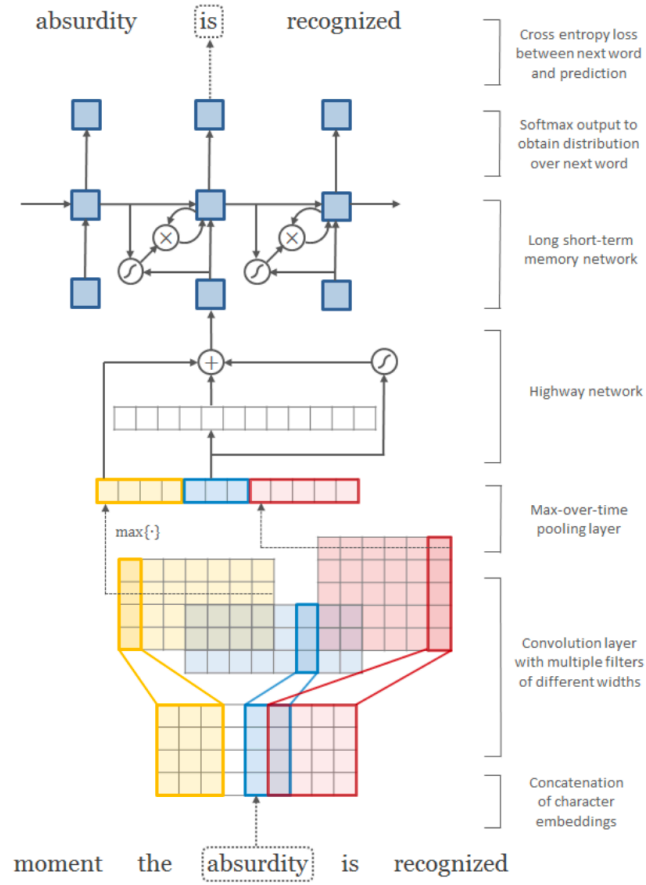 absurdity is recognized
Cross entropy loss
between next word
and prediction
Softmax output to
obtain distribution
over next word
Long short-term
memory network
Highway network
Max-over-time
pooling layer
max{·}
Convolution layer
with multiple filters
of different widths
Concatenation
of character
embeddings
moment the absurdity is recognized